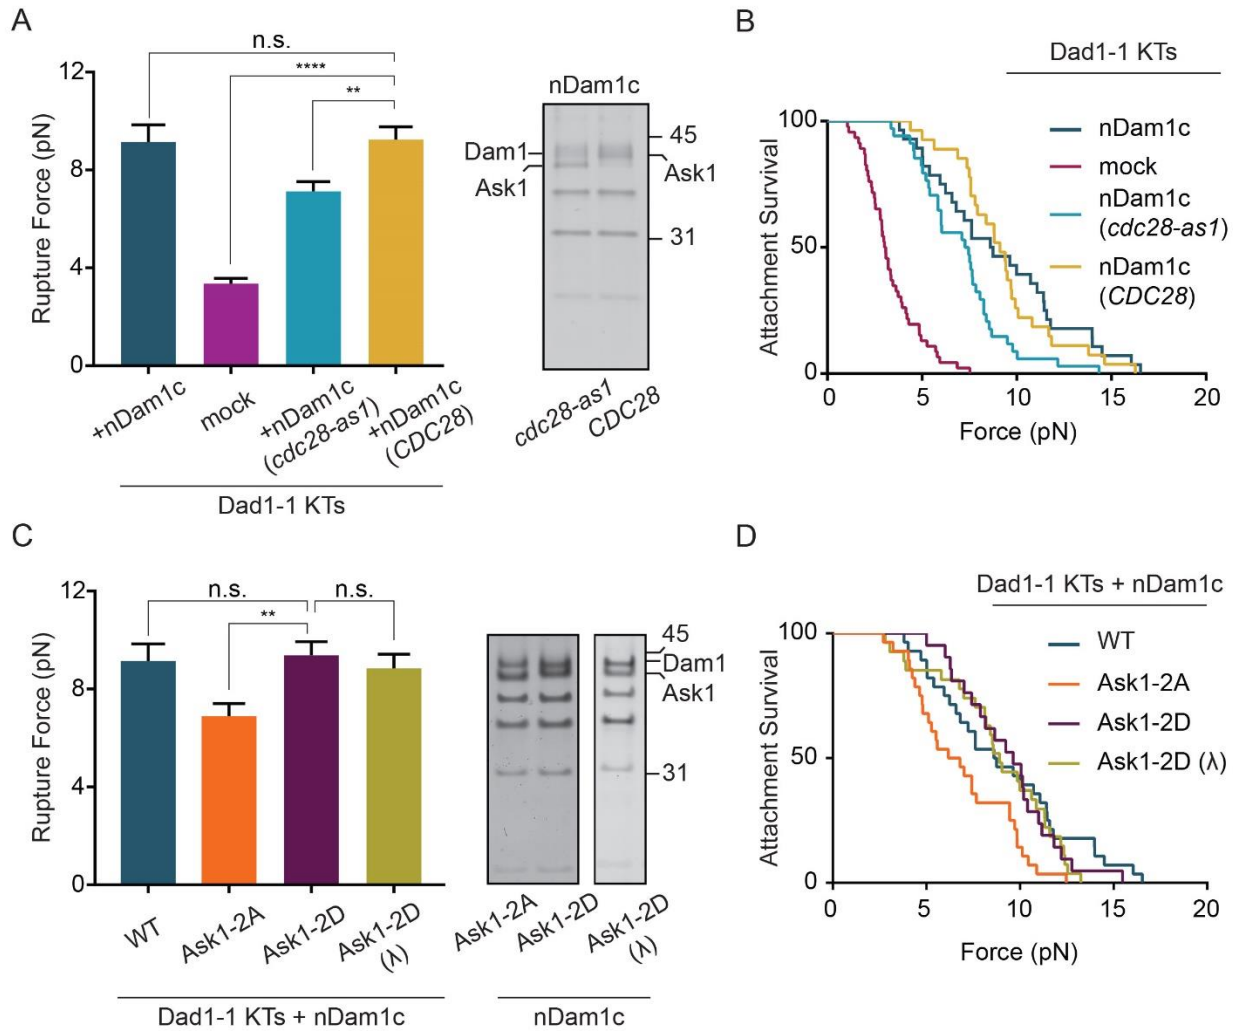 A
n.s.
****
**
12
8
4
0
Rupture Force (pN)
+nDam1c
mock
+nDam1c
(cdc28-as1)
+nDam1c
(CDC28)
Dad1-1 KTs
nDam1c
Dam1
Ask1
45
Ask1
31
cdc28-as1
CDC28
B
Dad1-1 KTs
100
50
0
Attachment Survival
nDam1c
mock
nDam1c
(cdc28-as1)
nDam1c
(CDC28)
0 5 10 15 20
Force (pN)
C
n.s. n.s.
**
12
8
4
0
Rupture Force (pN)
WT
Ask1-2A
Ask1-2D
Ask1-2D
(λ)
Dad1-1 KTs + nDam1c
45
Dam1
Ask1
31
Ask1-2A
Ask1-2D
Ask1-2D
(λ)
nDam1c
D
Dad1-1 KTs + nDam1c
100
50
0
Attachment Survival
WT
Ask1-2A
Ask1-2D
Ask1-2D (λ)
0 5 10 15 20
Force (pN)